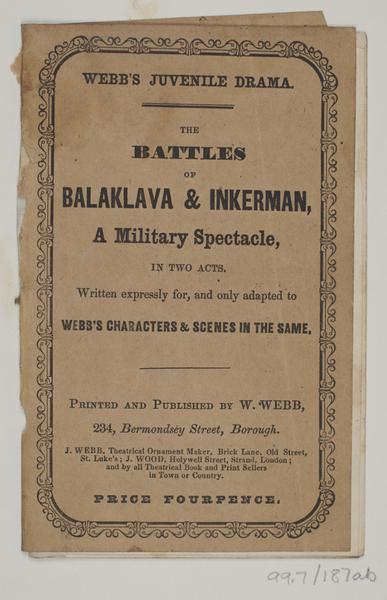 WEBB'S JUVENILE DRAMA.
THE
BATTLES
OF
BALAKLAVA & INKERMAN,
A Military Spectacle,
IN TWO ACTS.
Written expressly for, and only adapted to
WEBB'S CHARACTERS & SCENES IN THE SAME.
PRINTED AND PUBLISHED BY W. WEBB,
234, Bermondsey Street, Borough.
J. WEBB, Theatrical Ornament Maker, Brick Lane, Old Street,
St. Luke's; J. WOOD, Holywell Street, Strand, London;
and by all Theatrical Book and Print Sellers
in Town or Country.
PRICE FOURPENCE.
99.7/187ab